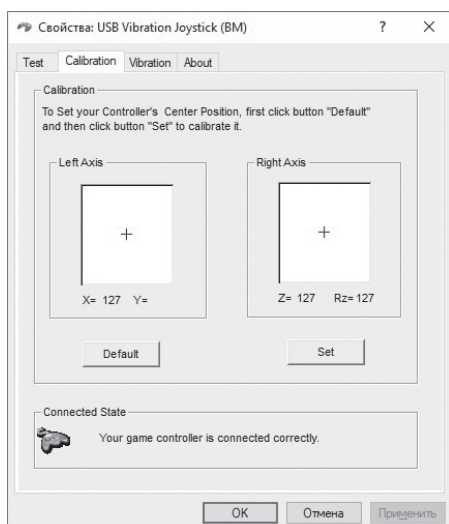 Свойства: USB Vibration Joystick (BM)
? ×
Test Calibration Vibration About
Calibration
To Set your Controller's Center Position, first click button "Default"
and then click button "Set" to calibrate it.
Left Axis Right Axis
X= 127 Y= Z= 127 Rz= 127
Default Set
Connected State
Your game controller is connected correctly.
OK Отмена Применить